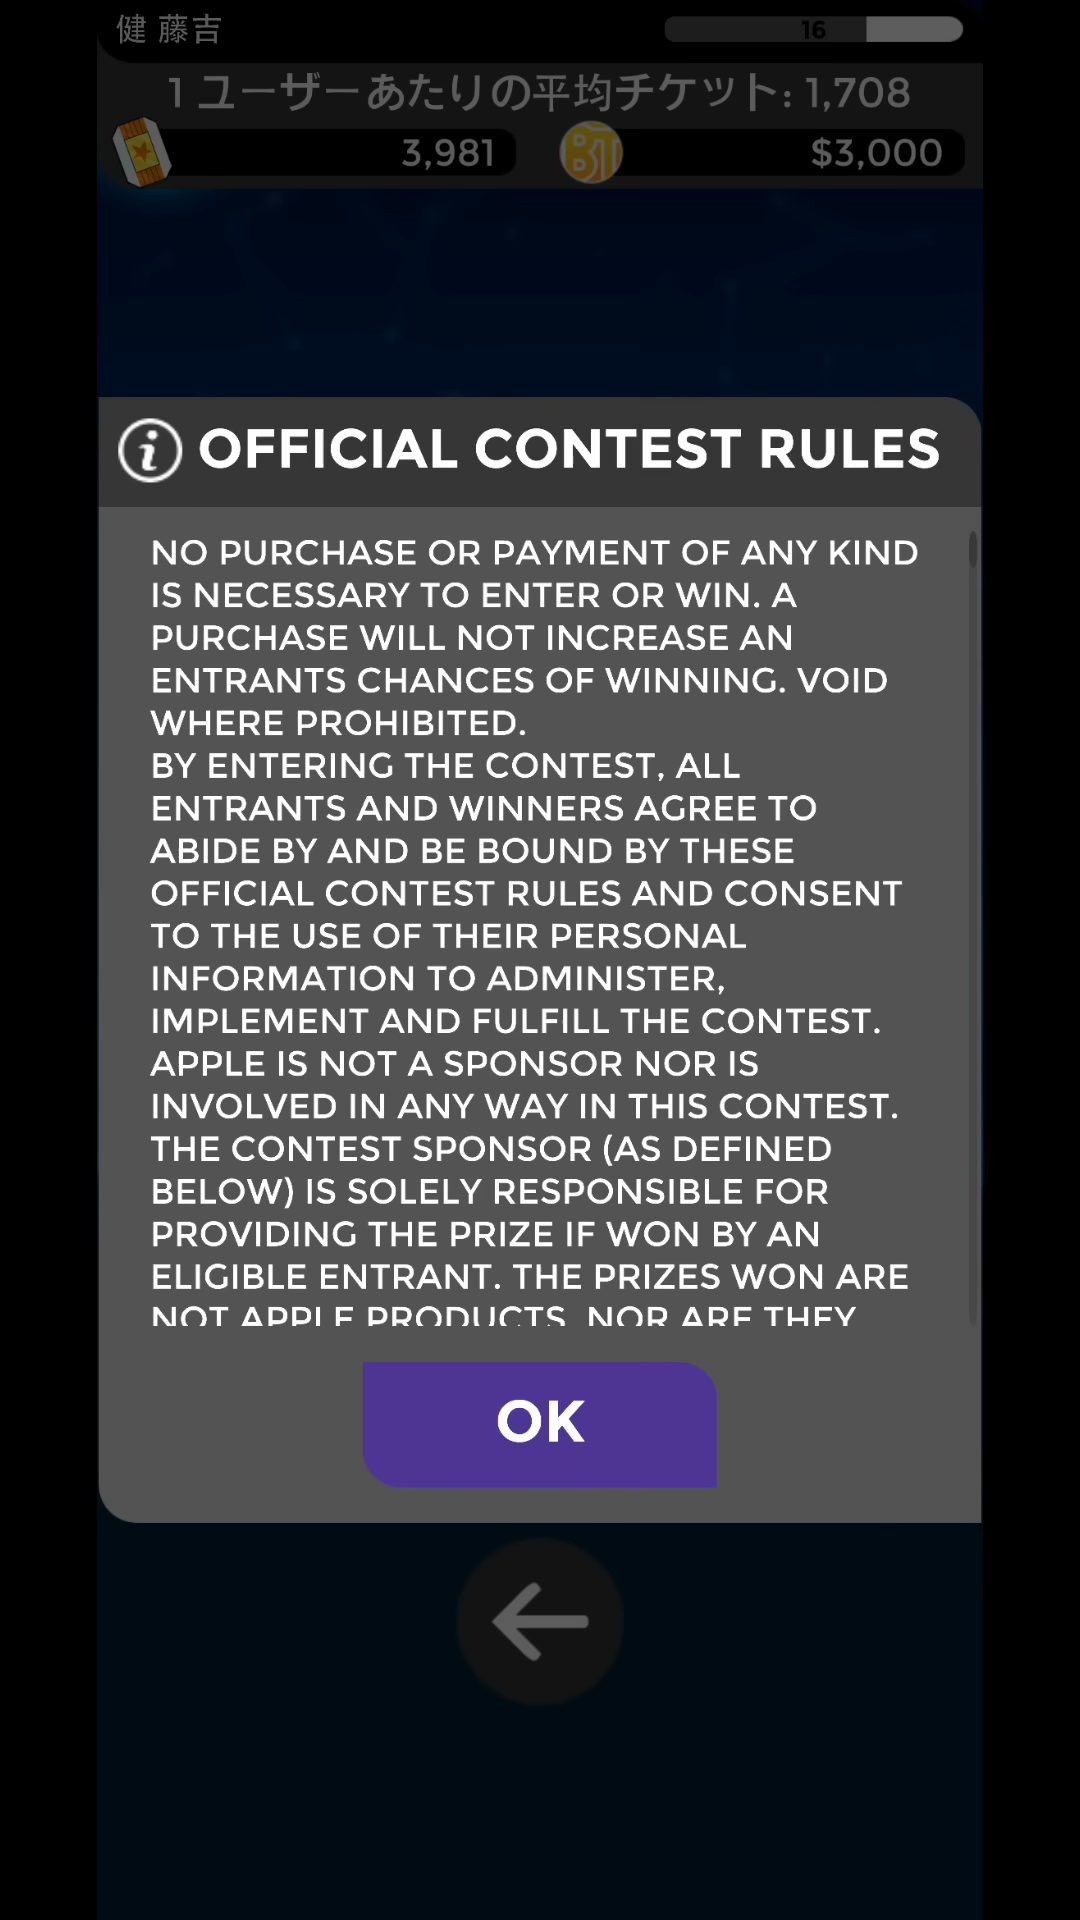 健 藤吉
16
1 ユーザーあたりの平均チケット: 1,708
3,981
$3,000
OFFICIAL CONTEST RULES
NO PURCHASE OR PAYMENT OF ANY KIND
IS NECESSARY TO ENTER OR WIN. A
PURCHASE WILL NOT INCREASE AN
ENTRANTS CHANCES OF WINNING. VOID
WHERE PROHIBITED.
BY ENTERING THE CONTEST, ALL
ENTRANTS AND WINNERS AGREE TO
ABIDE BY AND BE BOUND BY THESE
OFFICIAL CONTEST RULES AND CONSENT
TO THE USE OF THEIR PERSONAL
INFORMATION TO ADMINISTER,
IMPLEMENT AND FULFILL THE CONTEST.
APPLE IS NOT A SPONSOR NOR IS
INVOLVED IN ANY WAY IN THIS CONTEST.
THE CONTEST SPONSOR (AS DEFINED
BELOW) IS SOLELY RESPONSIBLE FOR
PROVIDING THE PRIZE IF WON BY AN
ELIGIBLE ENTRANT. THE PRIZES WON ARE
NOT APPLE PRODUCTS, NOR ARE THEY
OK